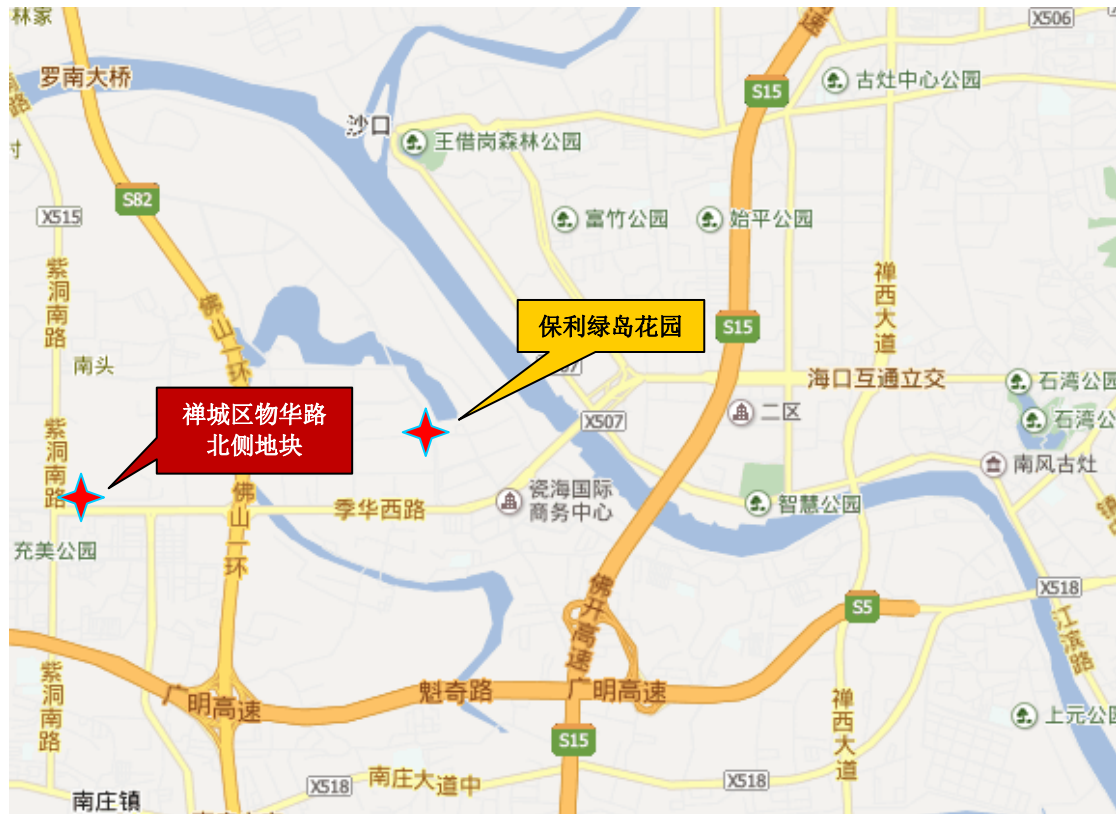 林家
X506
速
罗南大桥
S15
古灶中心公园
路
沙口
王借岗森林公园
村
S82
X515
富竹公园
始平公园
紫洞南路
禅西大道
佛山一环
保利绿岛花园
S15
南头
海口互通立交
石湾公园
禅城区物华路
北侧地块
X507
二区
石湾公
紫洞南路
南风古灶
佛山一环
季华西路
瓷海国际
商务中心
智慧公园
充美公园
佛开高速
X518
S5
江滨路
紫洞南路
广明高速
魁奇路
广明高速
禅西大道
上元公园
S15
X518
南庄大道中
X518
南庄镇